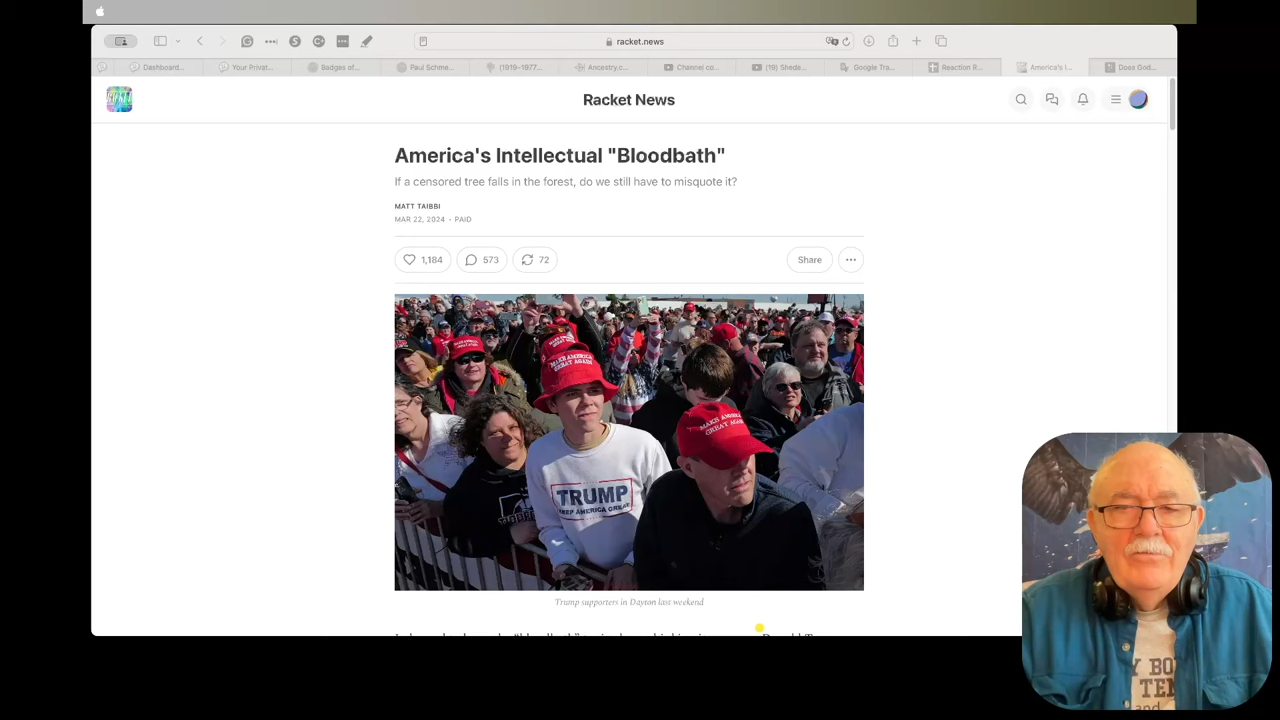 racket.news
Dashboard...
Your Privat...
Badges of...
Paul Schme...
(1919–1977...
Ancestry.c...
Channel co...
(19) Shede...
Google Tra...
Reaction R...
America's I...
Does God...
Racket News
America's Intellectual "Bloodbath"
If a censored tree falls in the forest, do we still have to misquote it?
MATT TAIBBI
MAR 22, 2024 · PAID
1,184
573
72
Share
MAKE AMERICA GREAT AGAIN
MAKE AMERICA
GREAT AGAIN
TRUMP
KEEP AMERICA GREAT
Trump supporters in Dayton last weekend